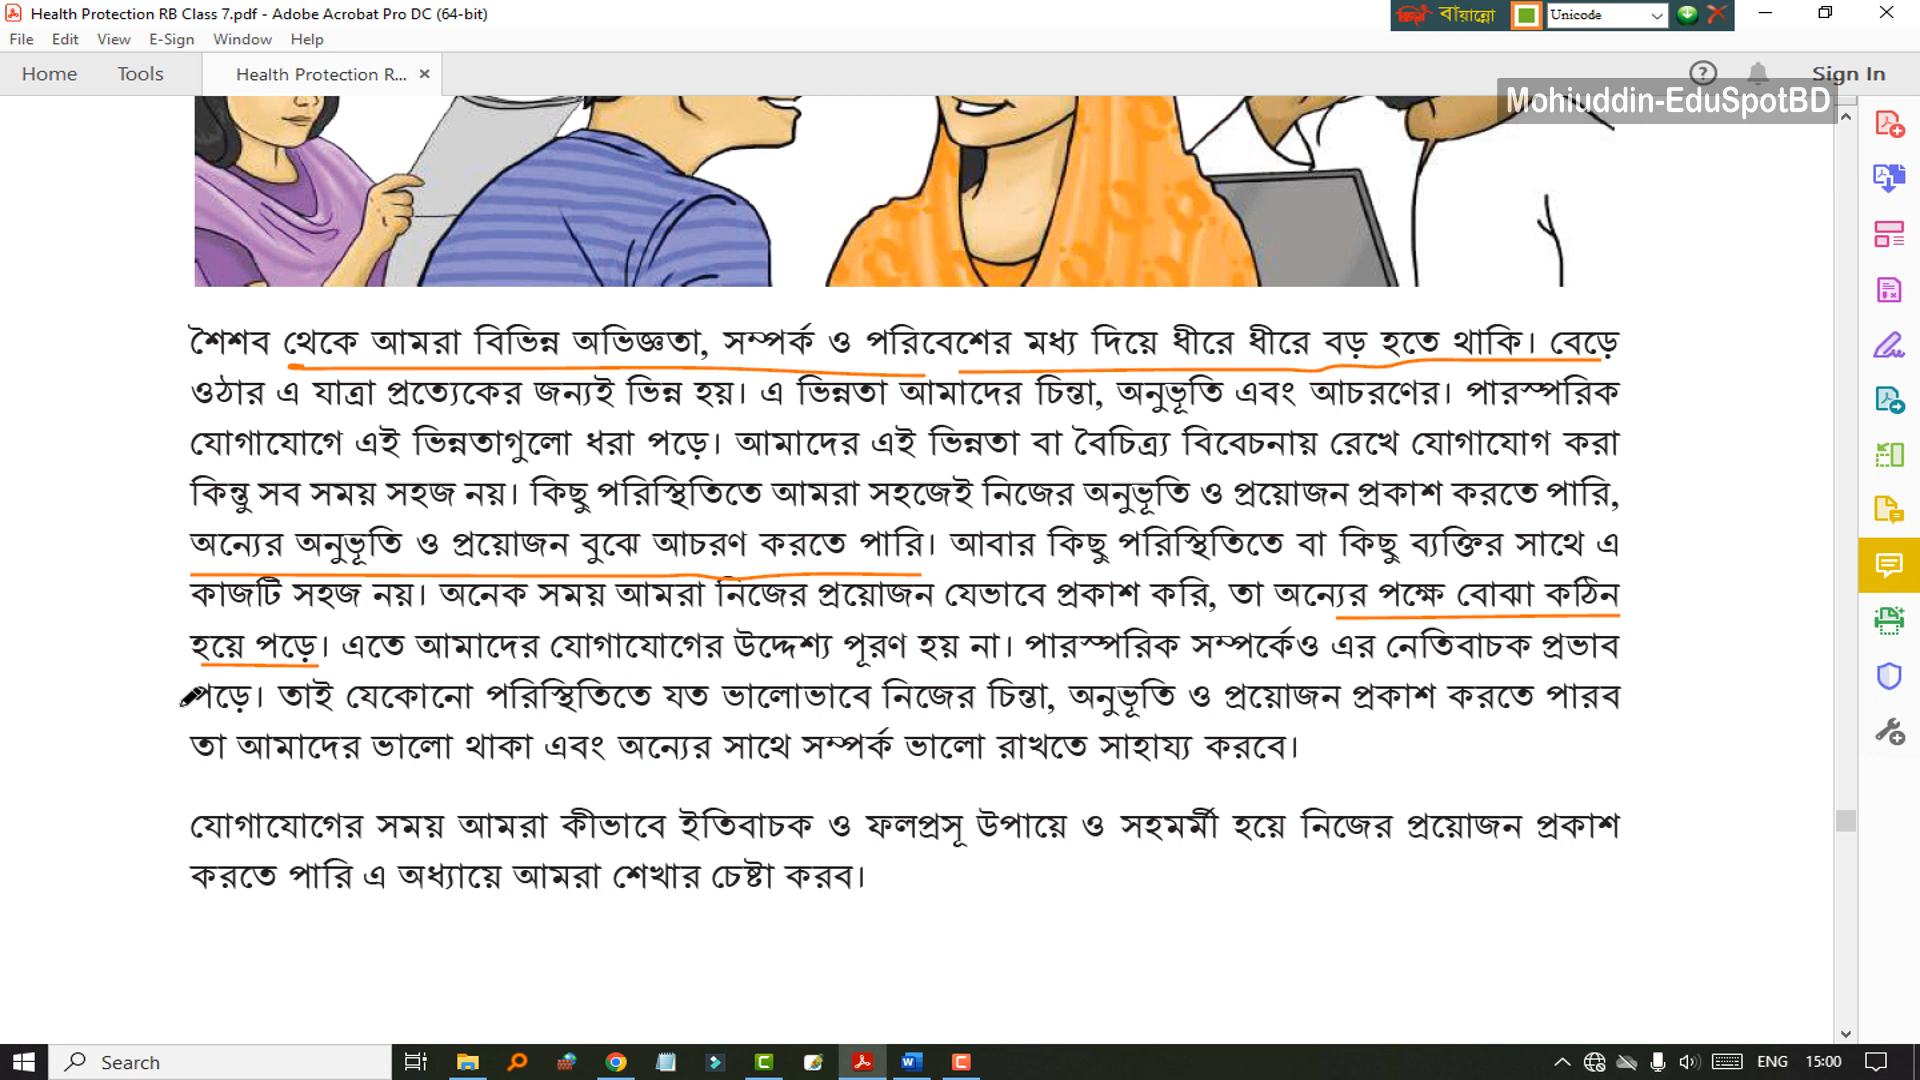 Health Protection RB Class 7.pdf - Adobe Acrobat Pro DC (64-bit)
বায়ান্নো
Unicode
File Edit View E-Sign Window Help
Home Tools Health Protection R... Sign In
Mohiuddin-EduSpotBD
শৈশব থেকে আমরা বিভিন্ন অভিজ্ঞতা, সম্পর্ক ও পরিবেশের মধ্য দিয়ে ধীরে ধীরে বড় হতে থাকি। বেড়ে
ওঠার এ যাত্রা প্রত্যেকের জন্যই ভিন্ন হয়। এ ভিন্নতা আমাদের চিন্তা, অনুভূতি এবং আচরণের। পারস্পরিক
যোগাযোগে এই ভিন্নতাগুলো ধরা পড়ে। আমাদের এই ভিন্নতা বা বৈচিত্র্য বিবেচনায় রেখে যোগাযোগ করা
কিন্তু সব সময় সহজ নয়। কিছু পরিস্থিতিতে আমরা সহজেই নিজের অনুভূতি ও প্রয়োজন প্রকাশ করতে পারি,
অন্যের অনুভূতি ও প্রয়োজন বুঝে আচরণ করতে পারি। আবার কিছু পরিস্থিতিতে বা কিছু ব্যক্তির সাথে এ
কাজটি সহজ নয়। অনেক সময় আমরা নিজের প্রয়োজন যেভাবে প্রকাশ করি, তা অন্যের পক্ষে বোঝা কঠিন
হয়ে পড়ে। এতে আমাদের যোগাযোগের উদ্দেশ্য পূরণ হয় না। পারস্পরিক সম্পর্কেও এর নেতিবাচক প্রভাব
পড়ে। তাই যেকোনো পরিস্থিতিতে যত ভালোভাবে নিজের চিন্তা, অনুভূতি ও প্রয়োজন প্রকাশ করতে পারব
তা আমাদের ভালো থাকা এবং অন্যের সাথে সম্পর্ক ভালো রাখতে সাহায্য করবে।
যোগাযোগের সময় আমরা কীভাবে ইতিবাচক ও ফলপ্রসূ উপায়ে ও সহমর্মী হয়ে নিজের প্রয়োজন প্রকাশ
করতে পারি এ অধ্যায়ে আমরা শেখার চেষ্টা করব।
Search
ENG 15:00